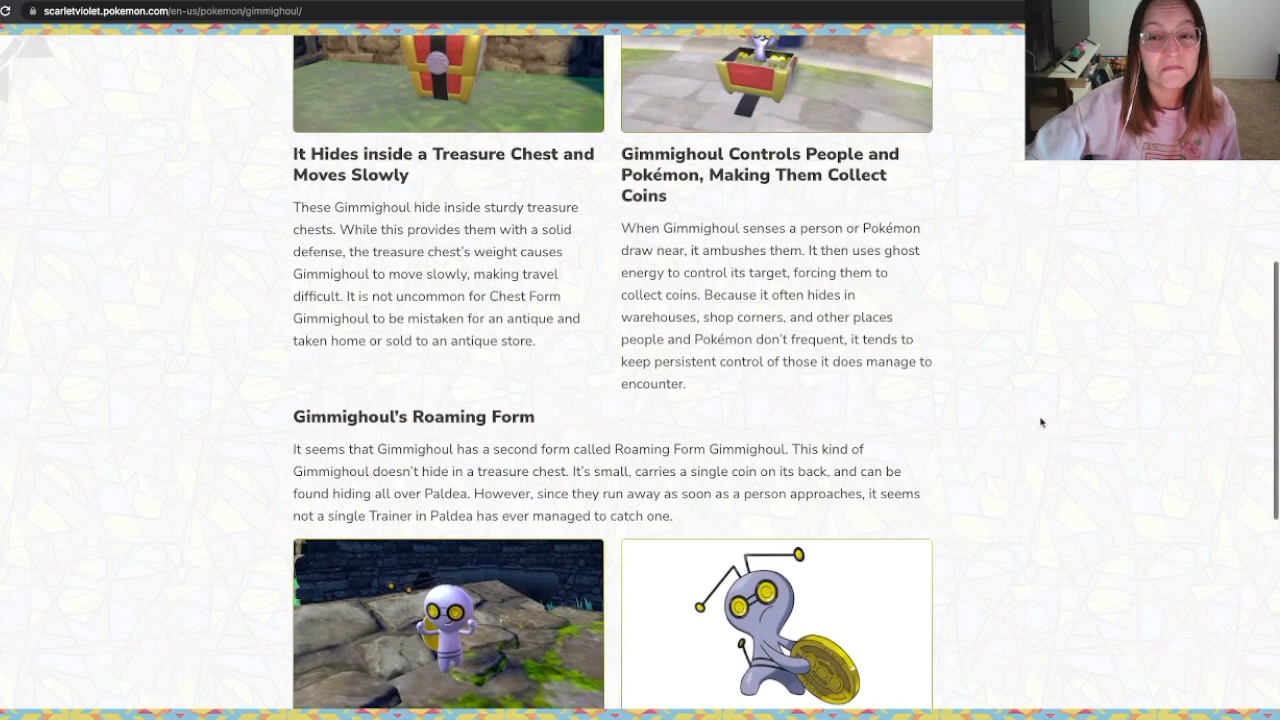 scarletviolet.pokemon.com/en-us/pokemon/gimmighoul/
It Hides inside a Treasure Chest and
Moves Slowly
These Gimmighoul hide inside sturdy treasure
chests. While this provides them with a solid
defense, the treasure chest’s weight causes
Gimmighoul to move slowly, making travel
difficult. It is not uncommon for Chest Form
Gimmighoul to be mistaken for an antique and
taken home or sold to an antique store.
Gimmighoul Controls People and
Pokémon, Making Them Collect
Coins
When Gimmighoul senses a person or Pokémon
draw near, it ambushes them. It then uses ghost
energy to control its target, forcing them to
collect coins. Because it often hides in
warehouses, shop corners, and other places
people and Pokémon don’t frequent, it tends to
keep persistent control of those it does manage to
encounter.
Gimmighoul’s Roaming Form
It seems that Gimmighoul has a second form called Roaming Form Gimmighoul. This kind of
Gimmighoul doesn’t hide in a treasure chest. It’s small, carries a single coin on its back, and can be
found hiding all over Paldea. However, since they run away as soon as a person approaches, it seems
not a single Trainer in Paldea has ever managed to catch one.